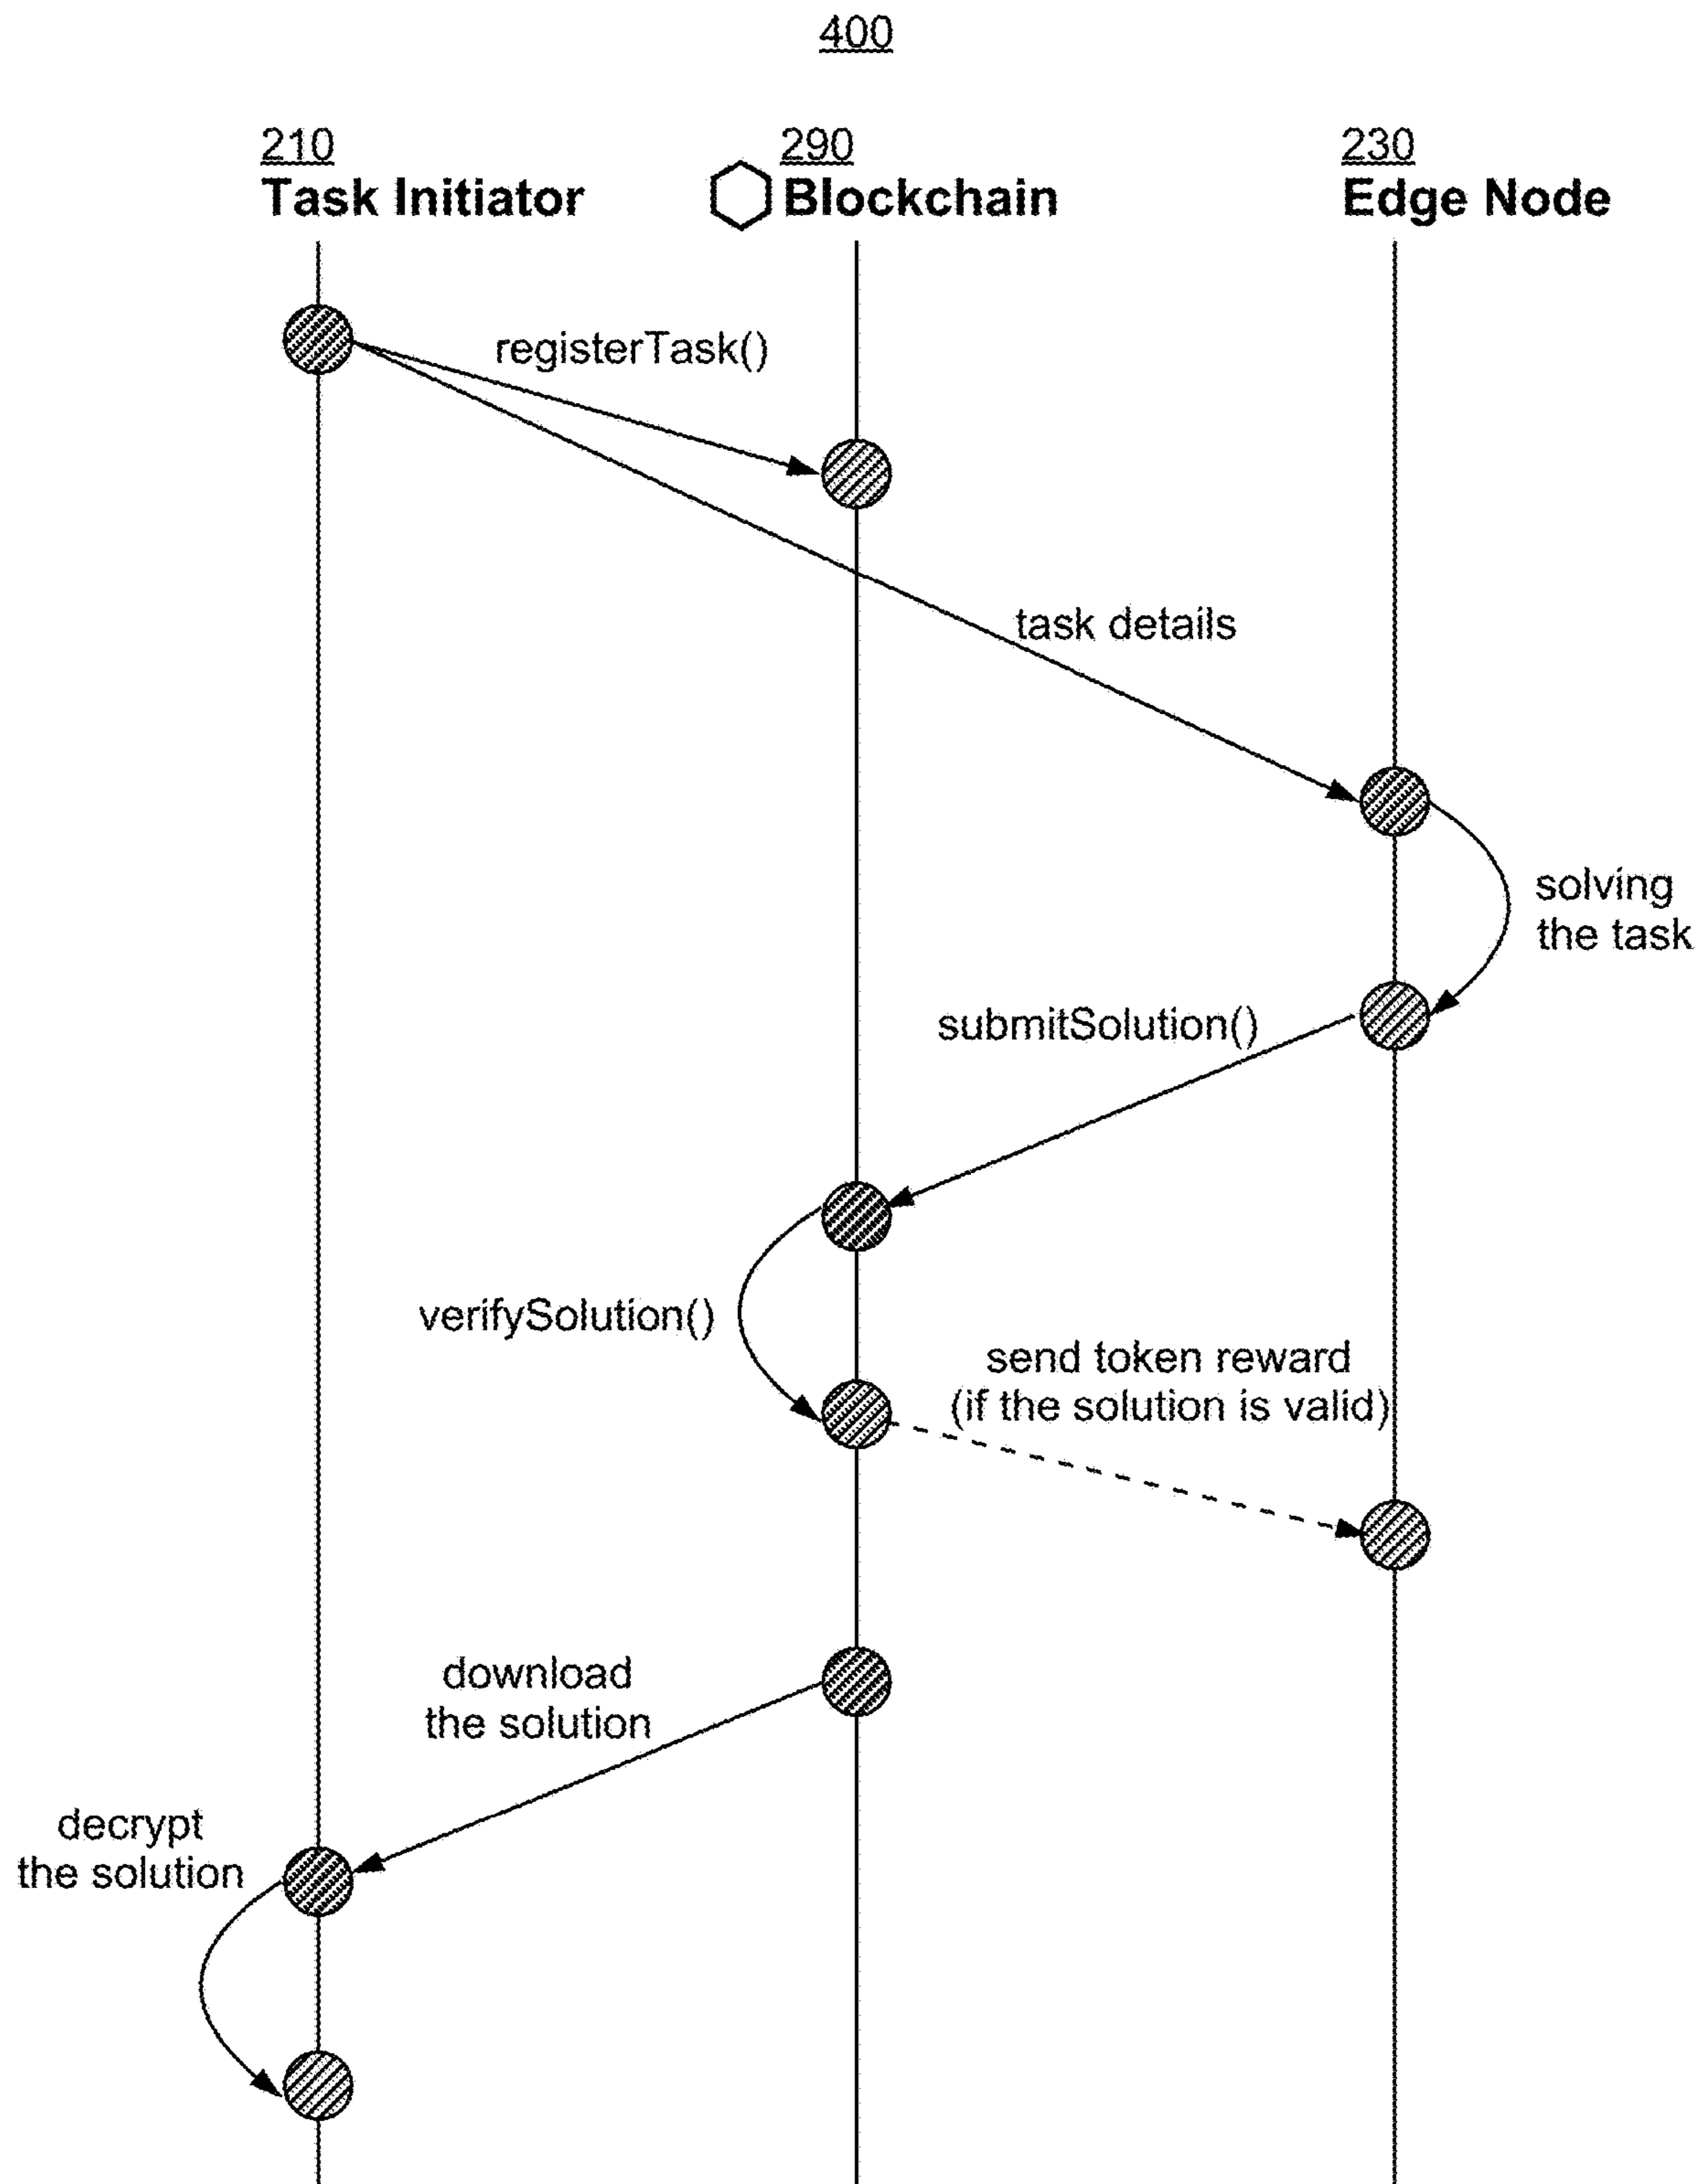 400
210
Task Initiator
290
Blockchain
230
Edge Node
registerTask()
task details
solving
the task
submitSolution()
verifySolution()
send token reward
(if the solution is valid)
download
the solution
decrypt
the solution